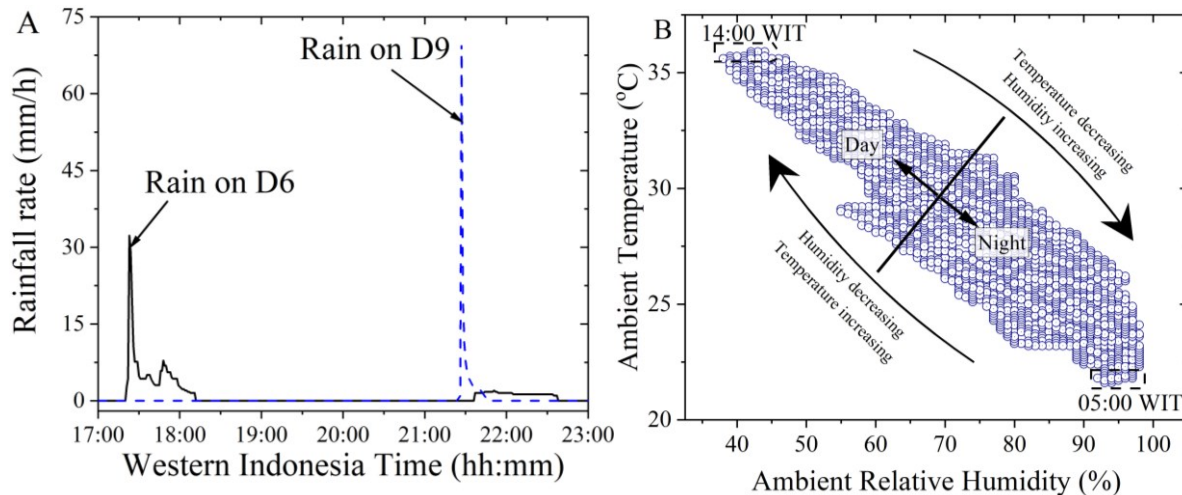 A
75
60
45
30
15
0
Rainfall rate (mm/h)
Rain on D9
Rain on D6
17:00 18:00 19:00 20:00 21:00 22:00 23:00
Western Indonesia Time (hh:mm)
B
14:00 WIT
35
30
25
20
Ambient Temperature (°C)
Temperature decreasing
Humidity increasing
Day
Night
Humidity decreasing
Temperature increasing
05:00 WIT
40 50 60 70 80 90 100
Ambient Relative Humidity (%)